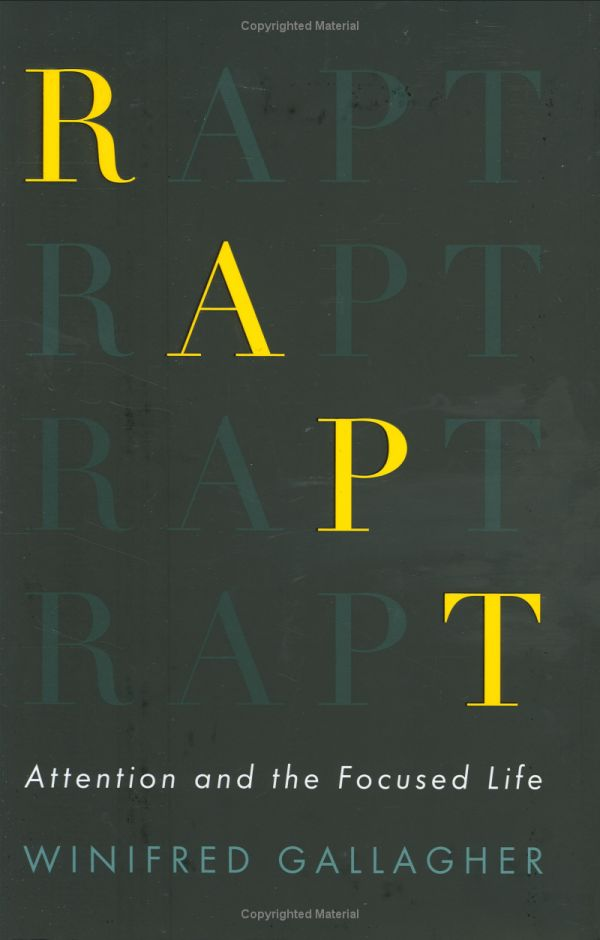 Copyrighted Material
RAPT
RAPT
RAPT
RAPT
Attention and the Focused Life
WINIFRED GALLAGHER
Copyrighted Material